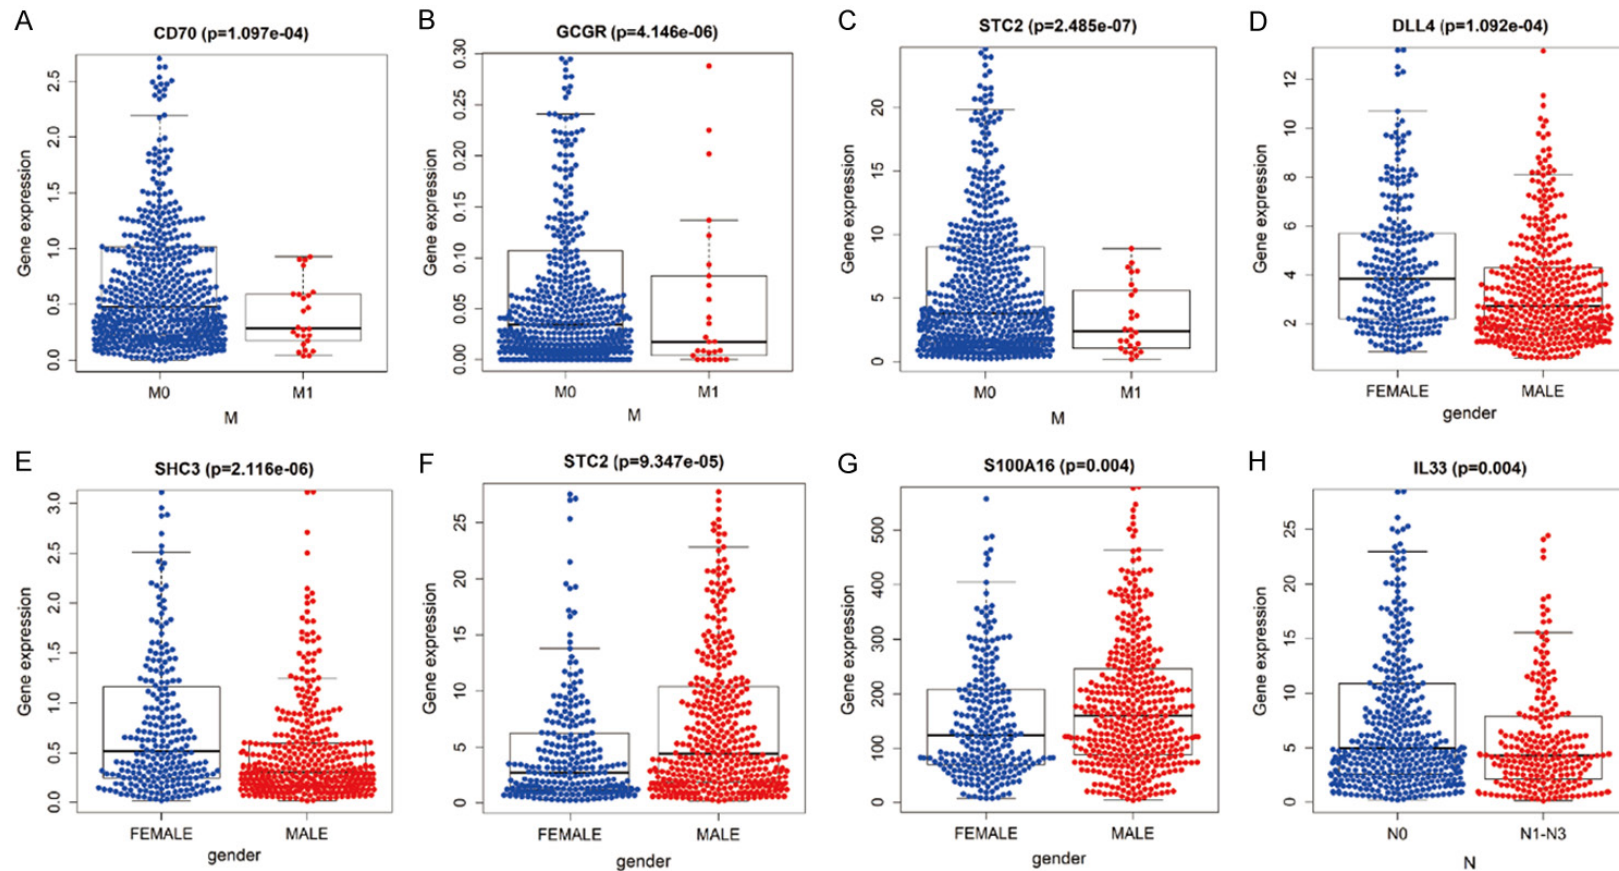 A
CD70 (p=1.097e-04)
Gene expression
2.5
2.0
1.5
1.0
0.5
0.0
M0
M1
M
B
GCGR (p=4.146e-06)
Gene expression
0.30
0.25
0.20
0.15
0.10
0.05
0.00
M0
M1
M
C
STC2 (p=2.485e-07)
Gene expression
20
15
10
5
0
M0
M1
M
D
DLL4 (p=1.092e-04)
Gene expression
12
10
8
6
4
2
FEMALE
MALE
gender
E
SHC3 (p=2.116e-06)
Gene expression
3.0
2.5
2.0
1.5
1.0
0.5
0.0
FEMALE
MALE
gender
F
STC2 (p=9.347e-05)
Gene expression
25
20
15
10
5
0
FEMALE
MALE
gender
G
S100A16 (p=0.004)
Gene expression
500
400
300
200
100
0
FEMALE
MALE
gender
H
IL33 (p=0.004)
Gene expression
25
20
15
10
5
0
N0
N1-N3
N